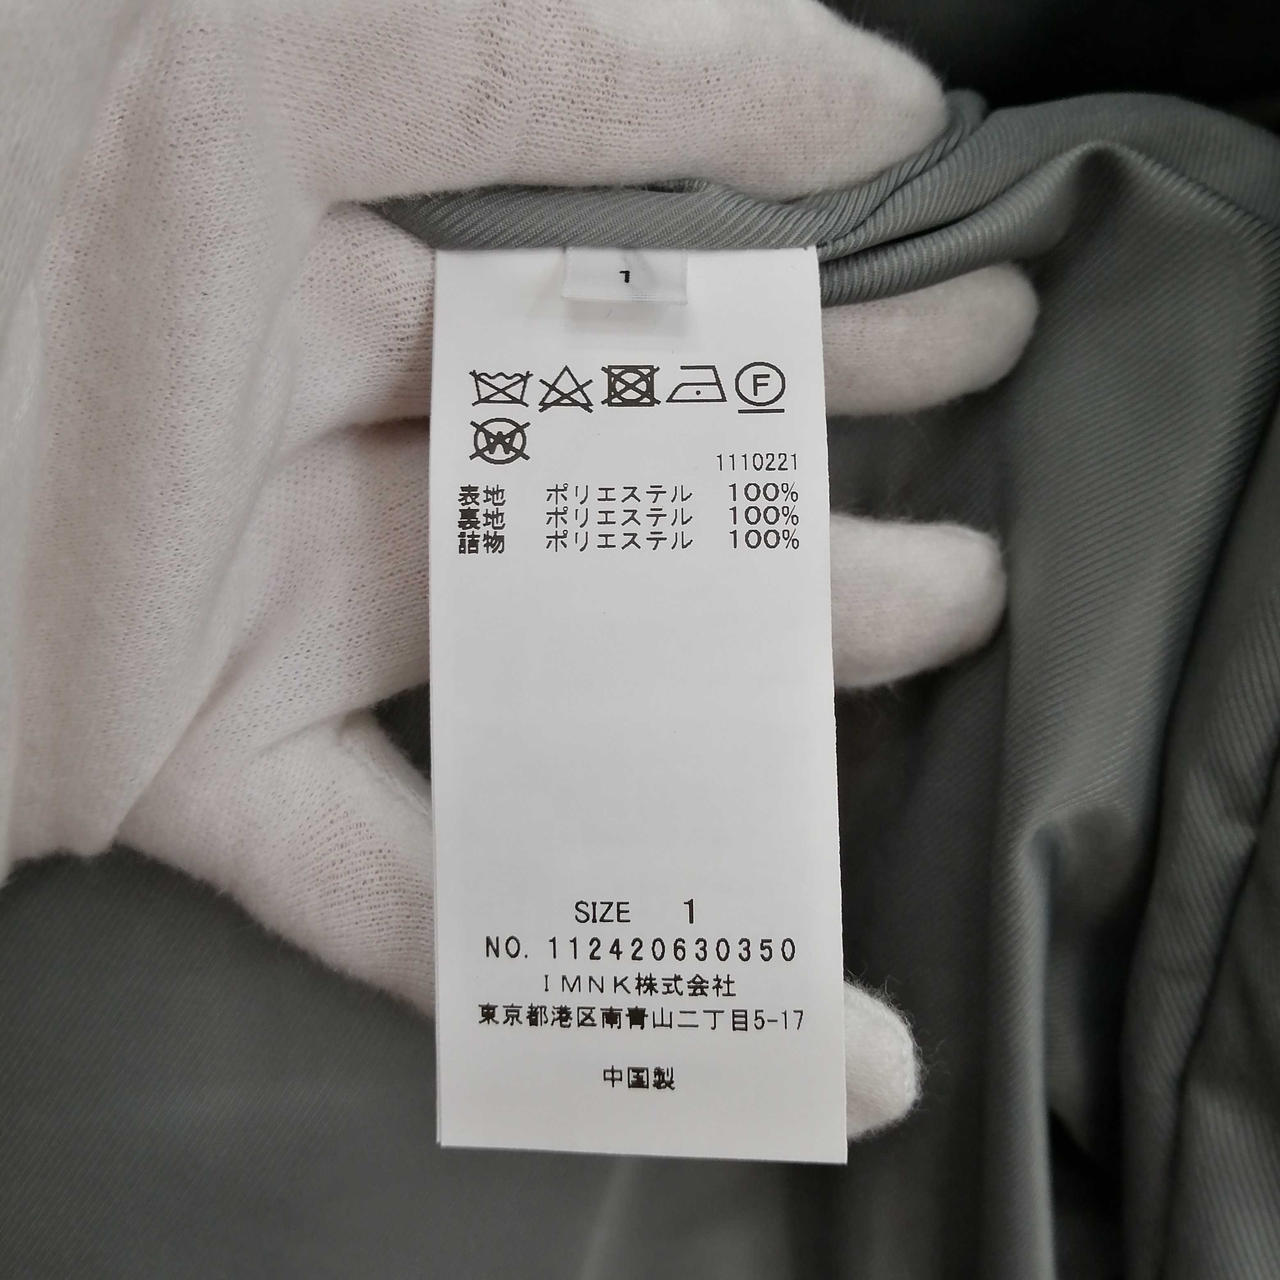 1
F
W
1110221
表地 ポリエステル 100%
裏地 ポリエステル 100%
詰物 ポリエステル 100%
SIZE 1
NO. 112420630350
IMNK株式会社
東京都港区南青山二丁目5-17
中国製